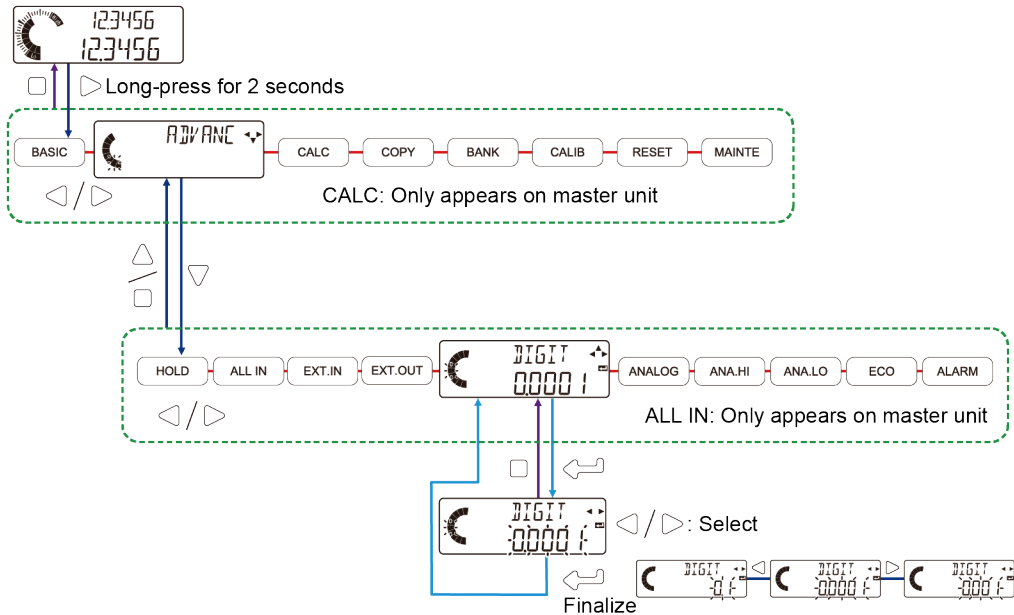 12.3456
12.3456
Long-press for 2 seconds
BASIC
ADVANC
CALC
COPY
BANK
CALIB
RESET
MAINTE
CALC: Only appears on master unit
HOLD
ALL IN
EXT.IN
EXT.OUT
DIGIT
0.0001
ANALOG
ANA.HI
ANA.LO
ECO
ALARM
ALL IN: Only appears on master unit
DIGIT
0.0001
: Select
Finalize
DIGIT
0.1
DIGIT
0.0001
DIGIT
0.001